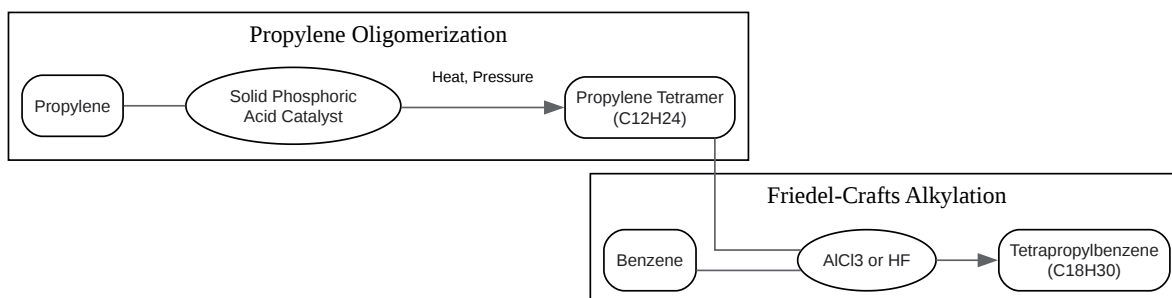 Propylene Oligomerization
Heat, Pressure
Propylene
Solid Phosphoric
Acid Catalyst
Propylene Tetramer
(C12H24)
Friedel-Crafts Alkylation
Benzene
AlCl3 or HF
Tetrapropylbenzene
(C18H30)